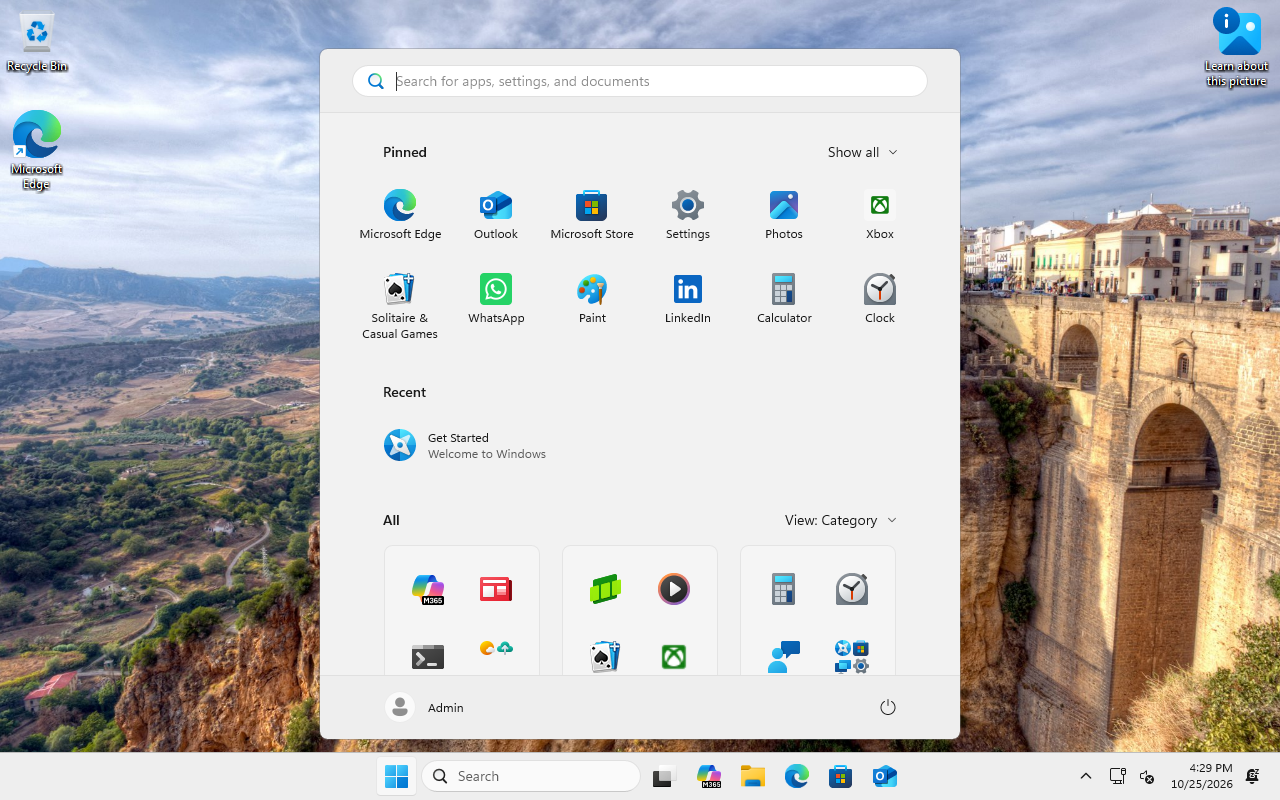 Recycle Bin
Microsoft
Edge
Learn about
this picture
Search for apps, settings, and documents
Pinned
Show all
Microsoft Edge
Outlook
Microsoft Store
Settings
Photos
Xbox
Solitaire &
Casual Games
WhatsApp
Paint
LinkedIn
Calculator
Clock
Recent
Get Started
Welcome to Windows
All
View: Category
M365
Admin
Search
M365
4:29 PM
10/25/2026